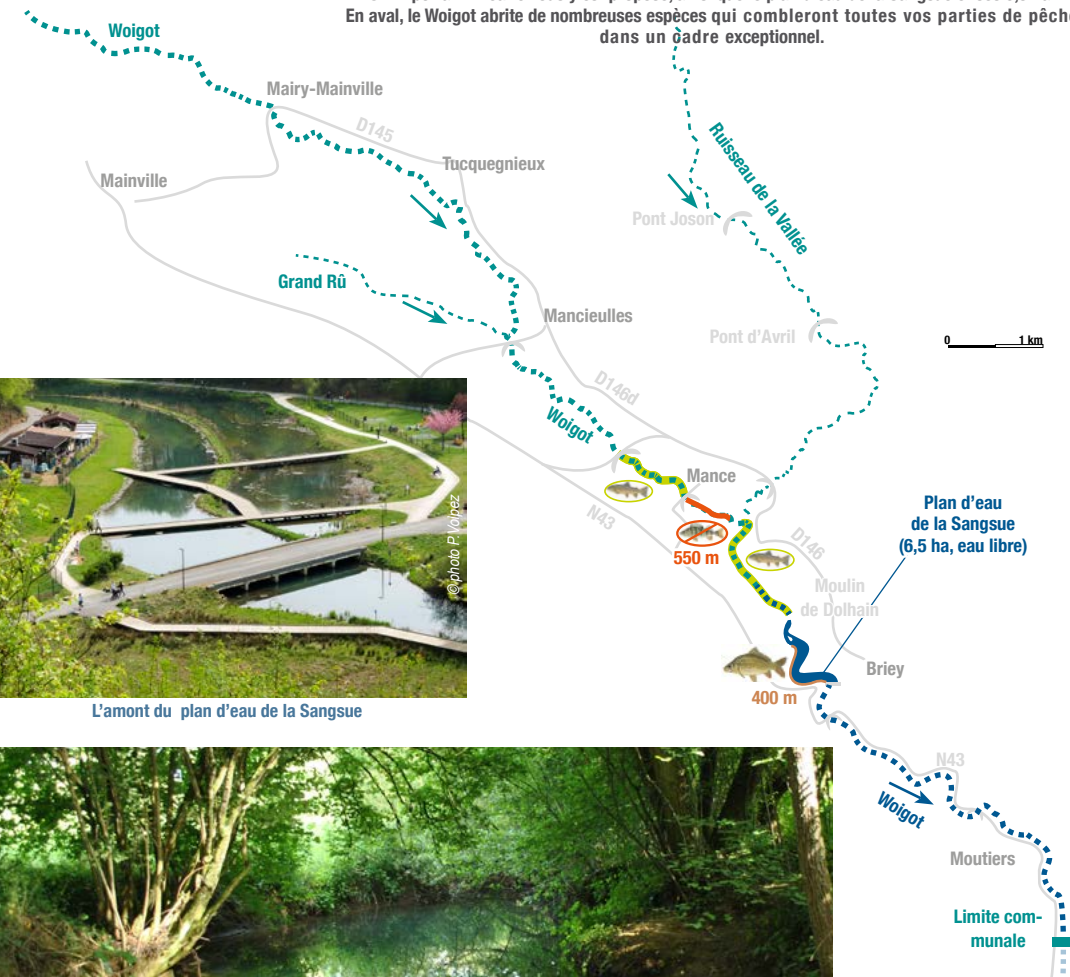 En aval, le Woigot abrite de nombreuses espèces qui combleront toutes vos parties de pêche
dans un cadre exceptionnel.
Woigot
Mairy-Mainville
D145
Tucquegnieux
Mainville
Ruisseau de la Vallée
Pont Joson
Grand Rû
Mancieulles
Pont d'Avril
0 1 km
D146d
Woigot
Mance
N43
550 m
D146
Plan d'eau
de la Sangsue
(6,5 ha, eau libre)
Moulin
de Dolhain
Briey
400 m
©photo P.Volpez
L'amont du plan d'eau de la Sangsue
N43
Woigot
Moutiers
Limite com-
munale